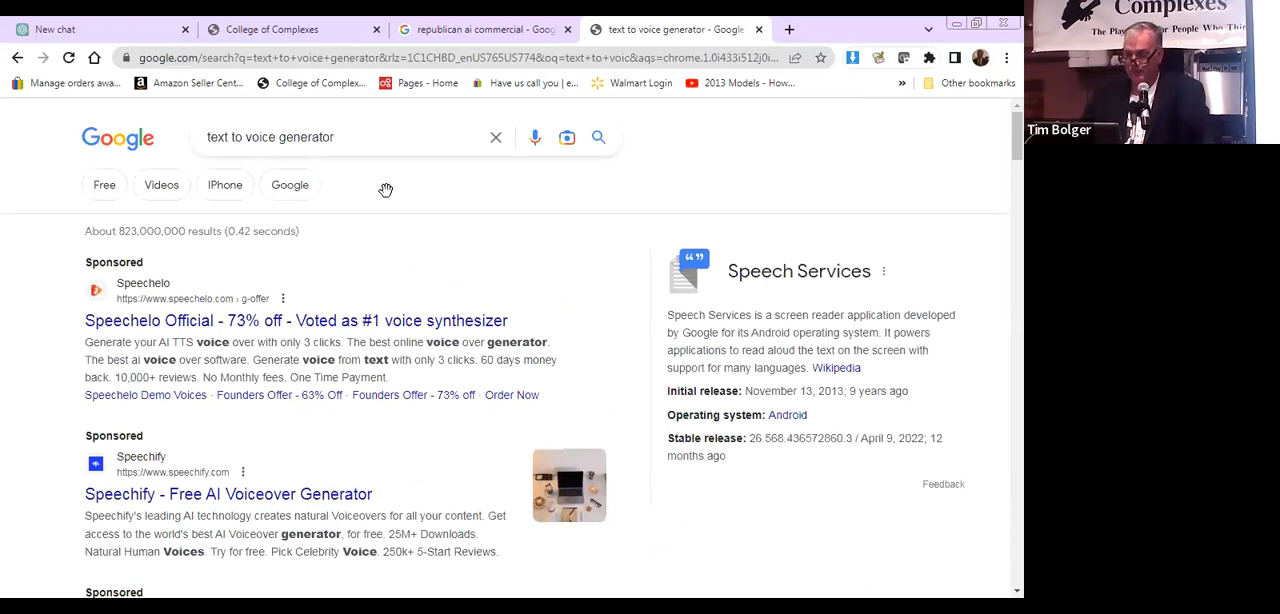 New chat
College of Complexes
republican ai commercial - Goog
text to voice generator - Google
google.com/search?q=text+to+voice+generator&rlz=1C1CHBD_enUS765US774&oq=text+to+voic&aqs=chrome.1.0i433i512j0i...
Manage orders awa...
Amazon Seller Cent...
College of Complex...
Pages - Home
Have us call you | e...
Walmart Login
2013 Models - How...
»
Other bookmarks
Complexes
The Play For People Who Thin
Tim Bolger
Google
text to voice generator
Free
Videos
IPhone
Google
About 823,000,000 results (0.42 seconds)
Sponsored
Speechelo
https://www.speechelo.com › g-offer
Speechelo Official - 73% off - Voted as #1 voice synthesizer
Generate your AI TTS voice over with only 3 clicks. The best online voice over generator.
The best ai voice over software. Generate voice from text with only 3 clicks. 60 days money
back. 10,000+ reviews. No Monthly fees. One Time Payment.
Speechelo Demo Voices · Founders Offer - 63% Off · Founders Offer - 73% off · Order Now
Sponsored
Speechify
https://www.speechify.com
Speechify - Free AI Voiceover Generator
Speechify's leading AI technology creates natural Voiceovers for all your content. Get
access to the world's best AI Voiceover generator, for free. 25M+ Downloads.
Natural Human Voices. Try for free. Pick Celebrity Voice. 250k+ 5-Start Reviews.
Sponsored
Speech Services
Speech Services is a screen reader application developed
by Google for its Android operating system. It powers
applications to read aloud the text on the screen with
support for many languages. Wikipedia
Initial release: November 13, 2013; 9 years ago
Operating system: Android
Stable release: 26.568.436572860.3 / April 9, 2022; 12
months ago
Feedback